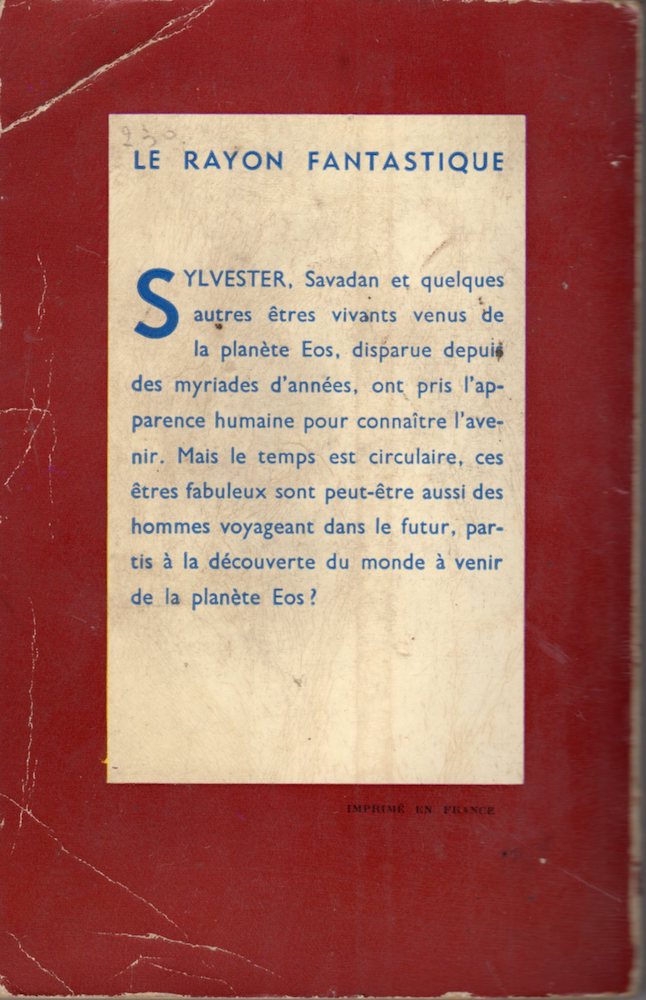 LE RAYON FANTASTIQUE
SYLVESTER, Savadan et quelques
autres êtres vivants venus de
la planète Eos, disparue depuis
des myriades d'années, ont pris l'ap-
parence humaine pour connaître l'ave-
nir. Mais le temps est circulaire, ces
êtres fabuleux sont peut-être aussi des
hommes voyageant dans le futur, par-
tis à la découverte du monde à venir
de la planète Eos ?
IMPRIMÉ EN FRANCE